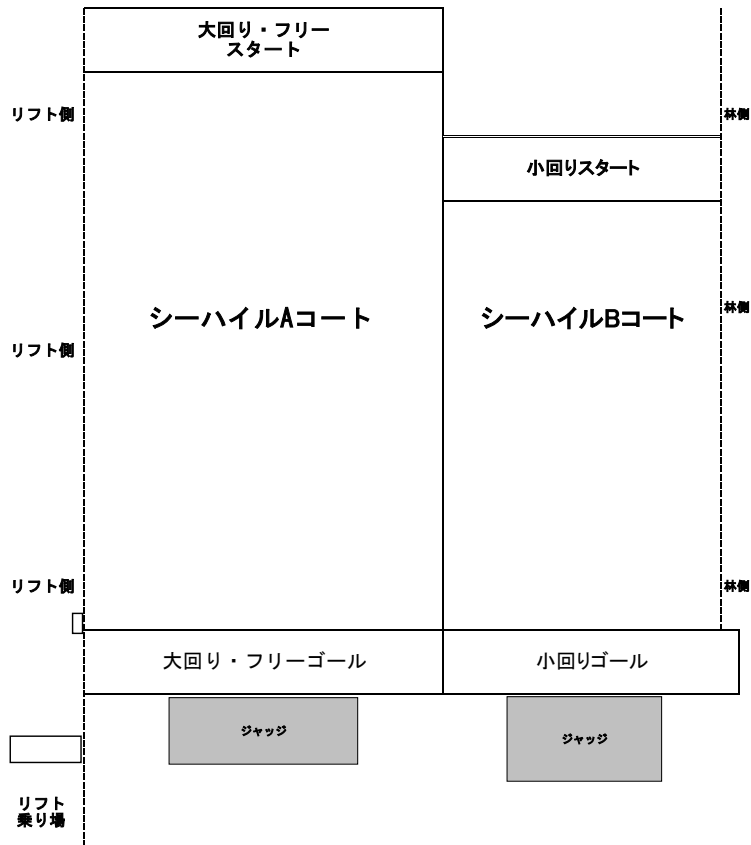 大回り・フリー
スタート
リフト側
林側
小回りスタート
シーハイルAコート
シーハイルBコート
林側
リフト側
リフト側
林側
大回り・フリーゴール
小回りゴール
ジャッジ
ジャッジ
リフト
乗り場